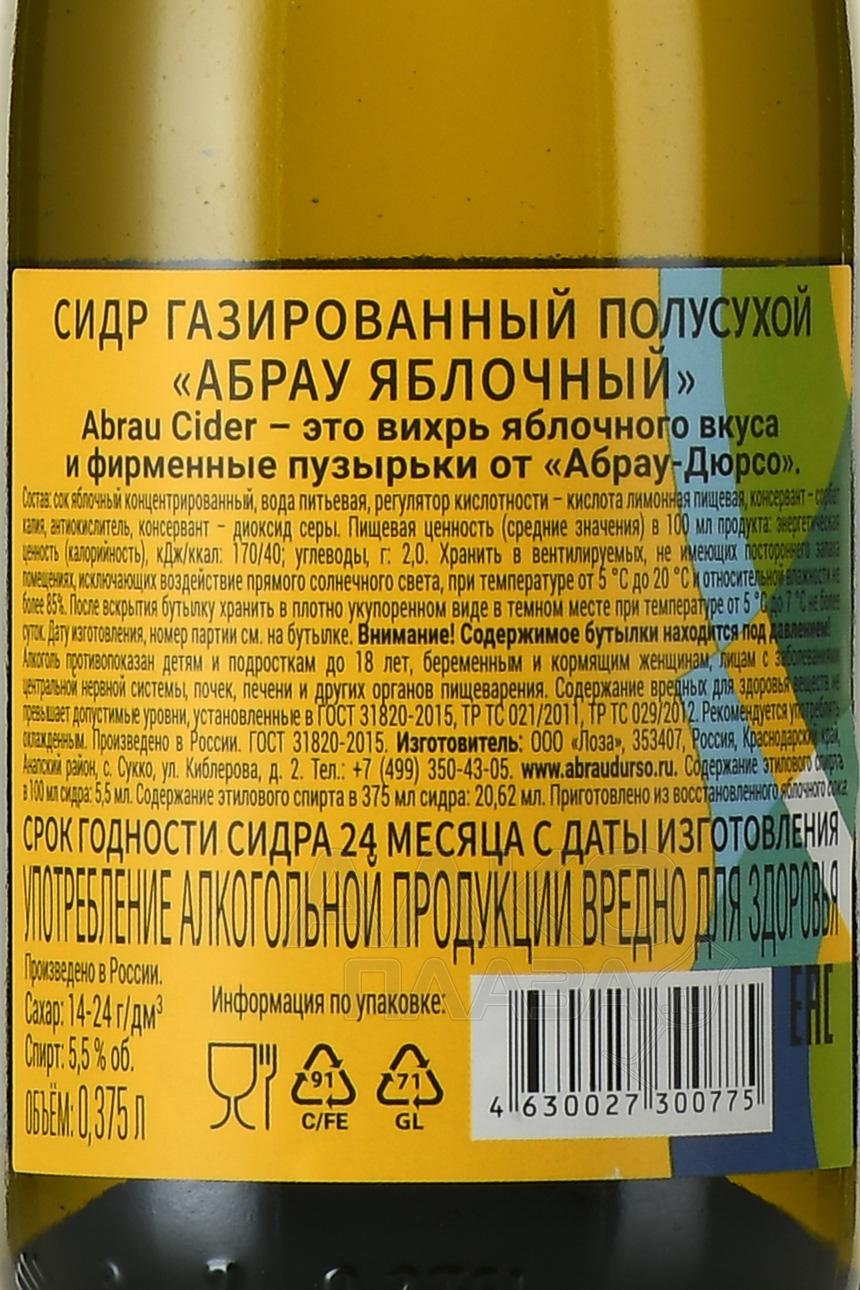 СИДР ГАЗИРОВАННЫЙ ПОЛУСУХОЙ
«АБРАУ ЯБЛОЧНЫЙ»
Abrau Cider – это вихрь яблочного вкуса
и фирменные пузырьки от «Абрау-Дюрсо».
Состав: сок яблочный концентрированный, вода питьевая, регулятор кислотности – кислота лимонная пищевая, консервант – сорбат
калия, антиокислитель, консервант – диоксид серы. Пищевая ценность (средние значения) в 100 мл продукта: энергетическая
ценность (калорийность), кДж/ккал: 170/40; углеводы, г: 2,0. Хранить в вентилируемых, не имеющих постороннего запаха
помещениях, исключающих воздействие прямого солнечного света, при температуре от 5 °С до 20 °С и относительной влажности не
более 85%. После вскрытия бутылку хранить в плотно укупоренном виде в темном месте при температуре от 5 °С до 7 °С не более
суток. Дату изготовления, номер партии см. на бутылке. Внимание! Содержимое бутылки находится под давлением!
Алкоголь противопоказан детям и подросткам до 18 лет, беременным и кормящим женщинам, лицам с заболеваниями
центральной нервной системы, почек, печени и других органов пищеварения. Содержание вредных для здоровья веществ не
превышает допустимые уровни, установленные в ГОСТ 31820-2015, ТР ТС 021/2011, ТР ТС 029/2012. Рекомендуется употреблять
охлажденным. Произведено в России. ГОСТ 31820-2015. Изготовитель: ООО «Лоза», 353407, Россия, Краснодарский край,
Анапский район, с. Сукко, ул. Киблерова, д. 2. Тел.: +7 (499) 350-43-05. www.abraudurso.ru. Содержание этилового спирта
в 100 мл сидра: 5,5 мл. Содержание этилового спирта в 375 мл сидра: 20,62 мл. Приготовлено из восстановленного яблочного сока.
СРОК ГОДНОСТИ СИДРА 24 МЕСЯЦА С ДАТЫ ИЗГОТОВЛЕНИЯ
УПОТРЕБЛЕНИЕ АЛКОГОЛЬНОЙ ПРОДУКЦИИ ВРЕДНО ДЛЯ ЗДОРОВЬЯ
Произведено в России.
Сахар: 14-24 г/дм³
Спирт: 5,5 % об.
ОБЪЁМ: 0,375 л
Информация по упаковке:
91
C/FE
71
GL
4 630027 300775
EAC
АЛКО
ПЛАЗА